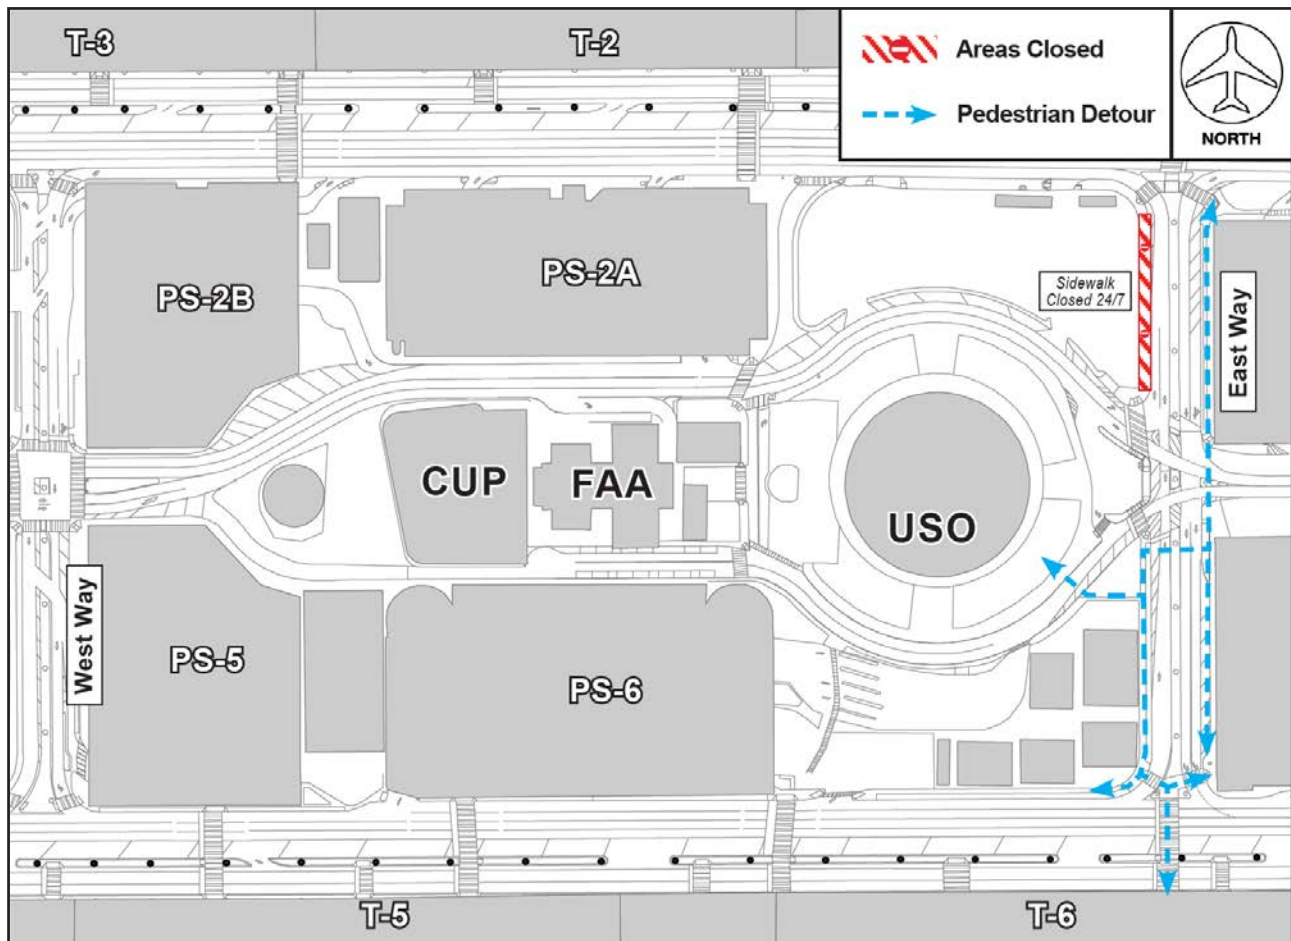 T-3
T-2
Areas Closed
Pedestrian Detour
NORTH
PS-2B
PS-2A
Sidewalk
Closed 24/7
East Way
CUP
FAA
USO
West Way
PS-5
PS-6
T-5
T-6